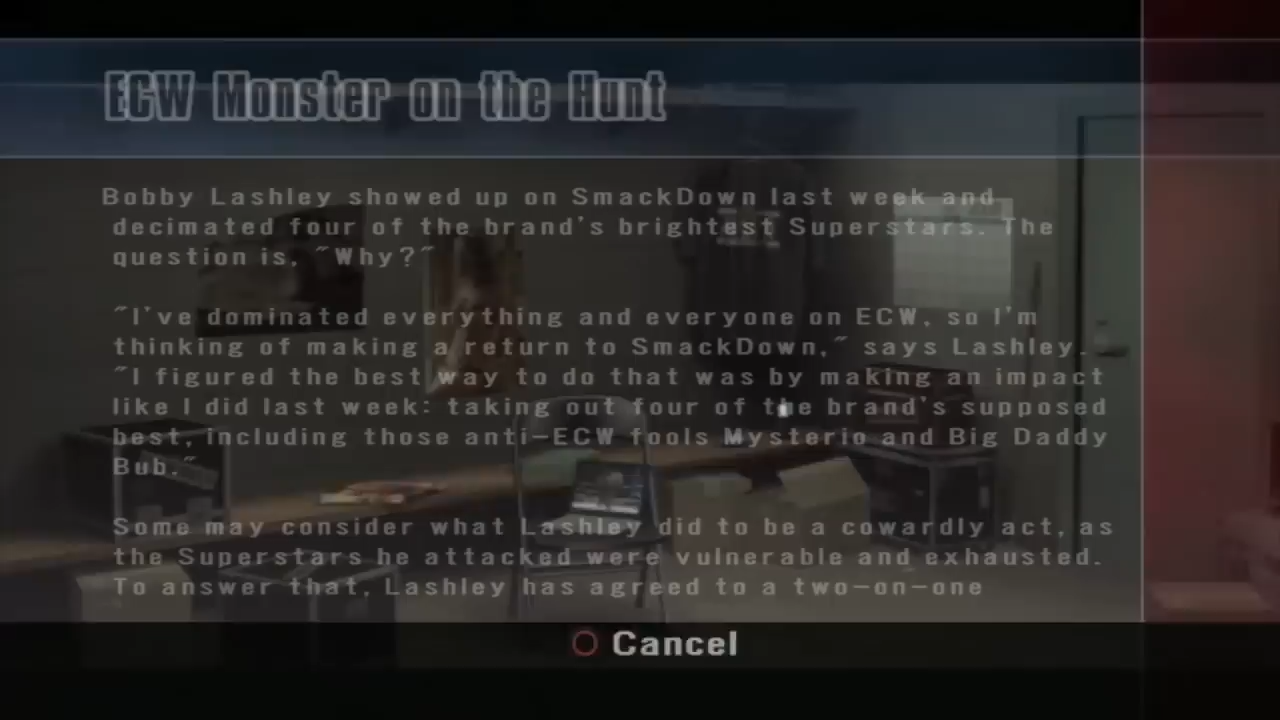 ECW Monster on the Hunt
Bobby Lashley showed up on SmackDown last week and
decimated four of the brand's brightest Superstars. The
question is, "Why?"
"I've dominated everything and everyone on ECW, so I'm
thinking of making a return to SmackDown," says Lashley.
"I figured the best way to do that was by making an impact
like I did last week: taking out four of the brand's supposed
best, including those anti-ECW fools Mysterio and Big Daddy
Bub."
Some may consider what Lashley did to be a cowardly act, as
the Superstars he attacked were vulnerable and exhausted.
To answer that, Lashley has agreed to a two-on-one
Cancel